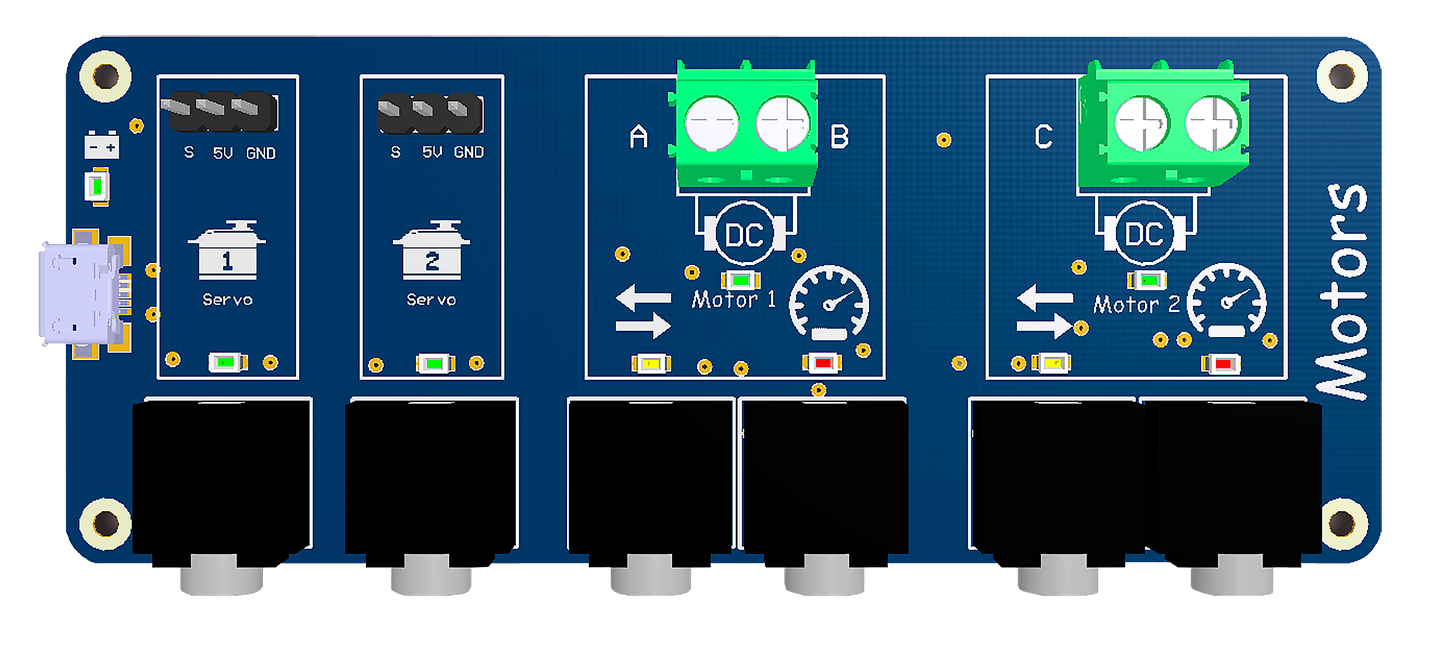 S 5V GND
1
Servo
S 5V GND
2
Servo
A
B
DC
Motor 1
C
DC
Motor 2
Motors